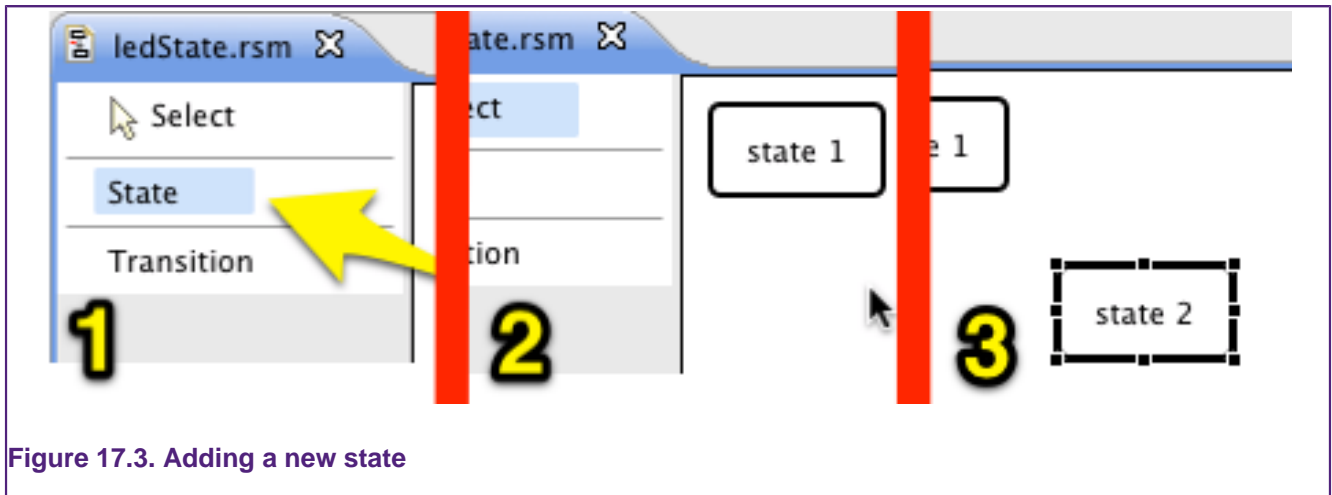 ledState.rsm
Select
State
Transition
1
ate.rsm
ect
tion
state 1
2
e 1
state 2
3
Figure 17.3. Adding a new state